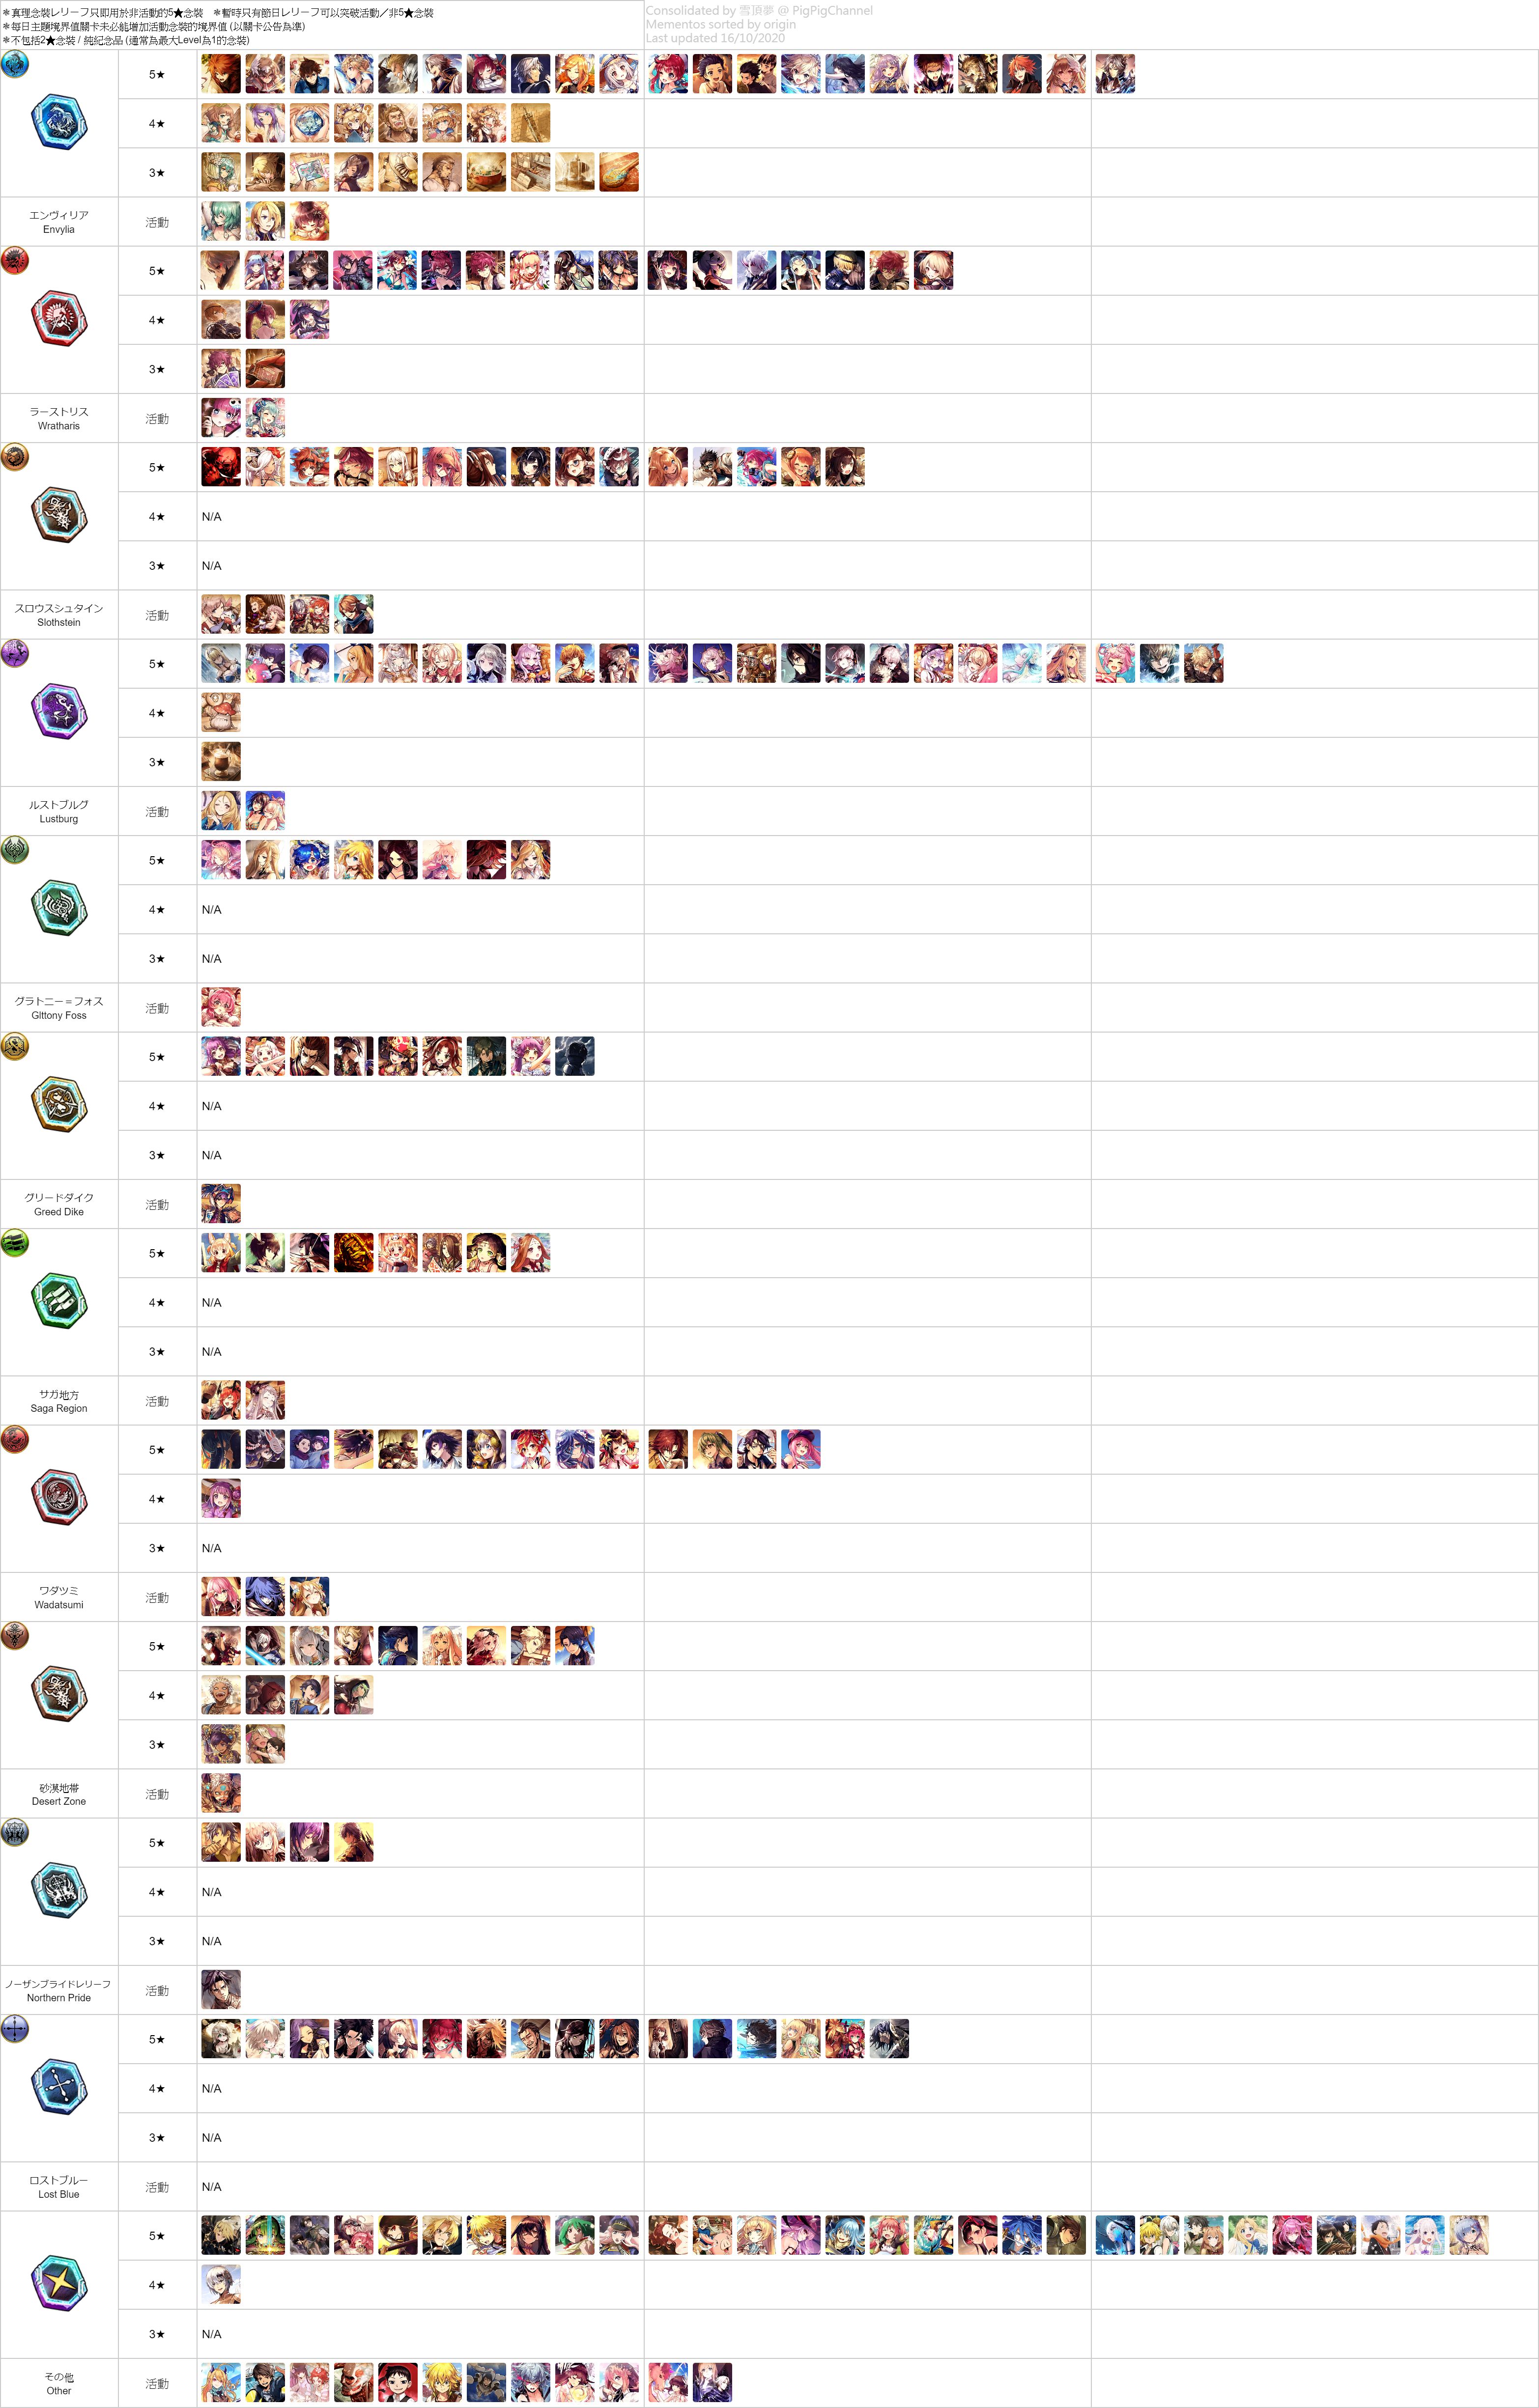 ＊真理念裝レリーフ只即用於非活動的5★念裝　＊暫時只有節日レリーフ可以突破活動／非5★念裝
＊每日主題境界值關卡未必能增加活動念裝的境界值 (以關卡公告為準)
＊不包括2★念裝 / 純紀念品 (通常為最大Level為1的念裝)
Consolidated by 雪頂夢 @ PigPigChannel
Mementos sorted by origin
Last updated 16/10/2020
5★
4★
3★
エンヴィリア
Envylia
活動
5★
4★
3★
ラーストリス
Wratharis
活動
5★
4★
N/A
3★
N/A
スロウスシュタイン
Slothstein
活動
5★
4★
3★
ルストブルグ
Lustburg
活動
5★
4★
N/A
3★
N/A
グラトニー＝フォス
Glttony Foss
活動
5★
4★
N/A
3★
N/A
グリードダイク
Greed Dike
活動
5★
4★
N/A
3★
N/A
サガ地方
Saga Region
活動
5★
4★
3★
N/A
ワダツミ
Wadatsumi
活動
5★
4★
3★
砂漠地帯
Desert Zone
活動
5★
4★
N/A
3★
N/A
ノーザンブライドレリーフ
Northern Pride
活動
5★
4★
N/A
3★
N/A
ロストブルー
Lost Blue
活動
N/A
5★
4★
3★
N/A
その他
Other
活動